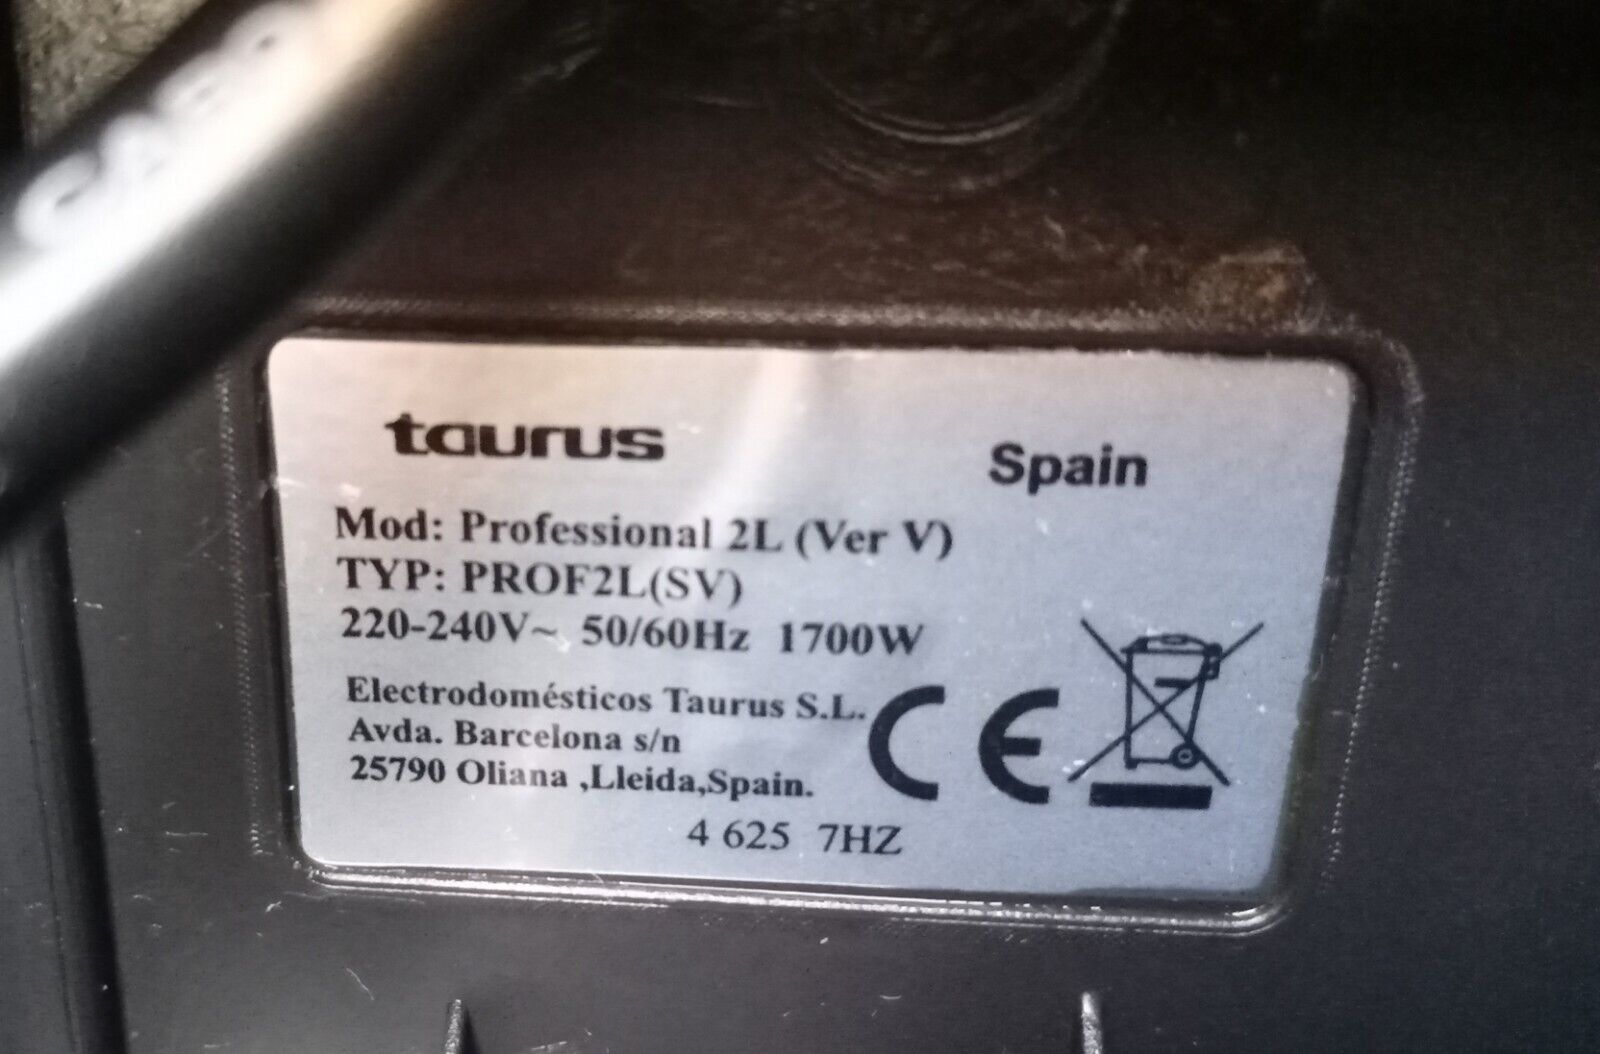 taurus
Spain
Mod: Professional 2L (Ver V)
TYP: PROF2L(SV)
220-240V~ 50/60Hz 1700W
Electrodomésticos Taurus S.L.
Avda. Barcelona s/n
25790 Oliana ,Lleida,Spain.
CE
4 625 7HZ